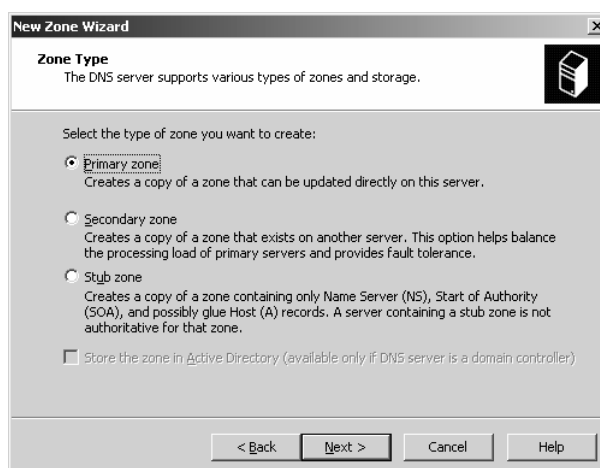 New Zone Wizard
Zone Type
The DNS server supports various types of zones and storage.
Select the type of zone you want to create:
Primary zone
Creates a copy of a zone that can be updated directly on this server.
Secondary zone
Creates a copy of a zone that exists on another server. This option helps balance
the processing load of primary servers and provides fault tolerance.
Stub zone
Creates a copy of a zone containing only Name Server (NS), Start of Authority
(SOA), and possibly glue Host (A) records. A server containing a stub zone is not
authoritative for that zone.
Store the zone in Active Directory (available only if DNS server is a domain controller)
< Back Next > Cancel Help